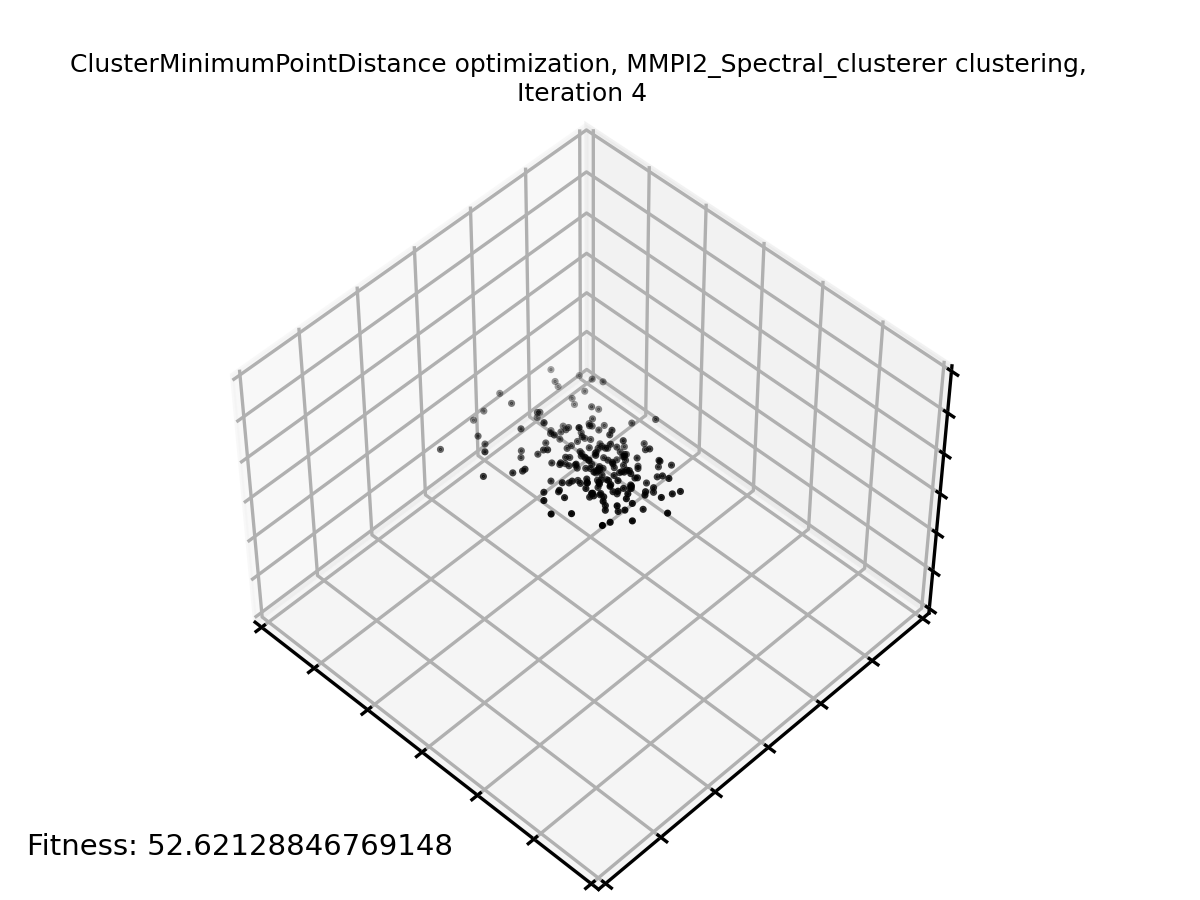 ClusterMinimumPointDistance optimization, MMPI2_Spectral_clusterer clustering,
Iteration 4
Fitness: 52.62128846769148